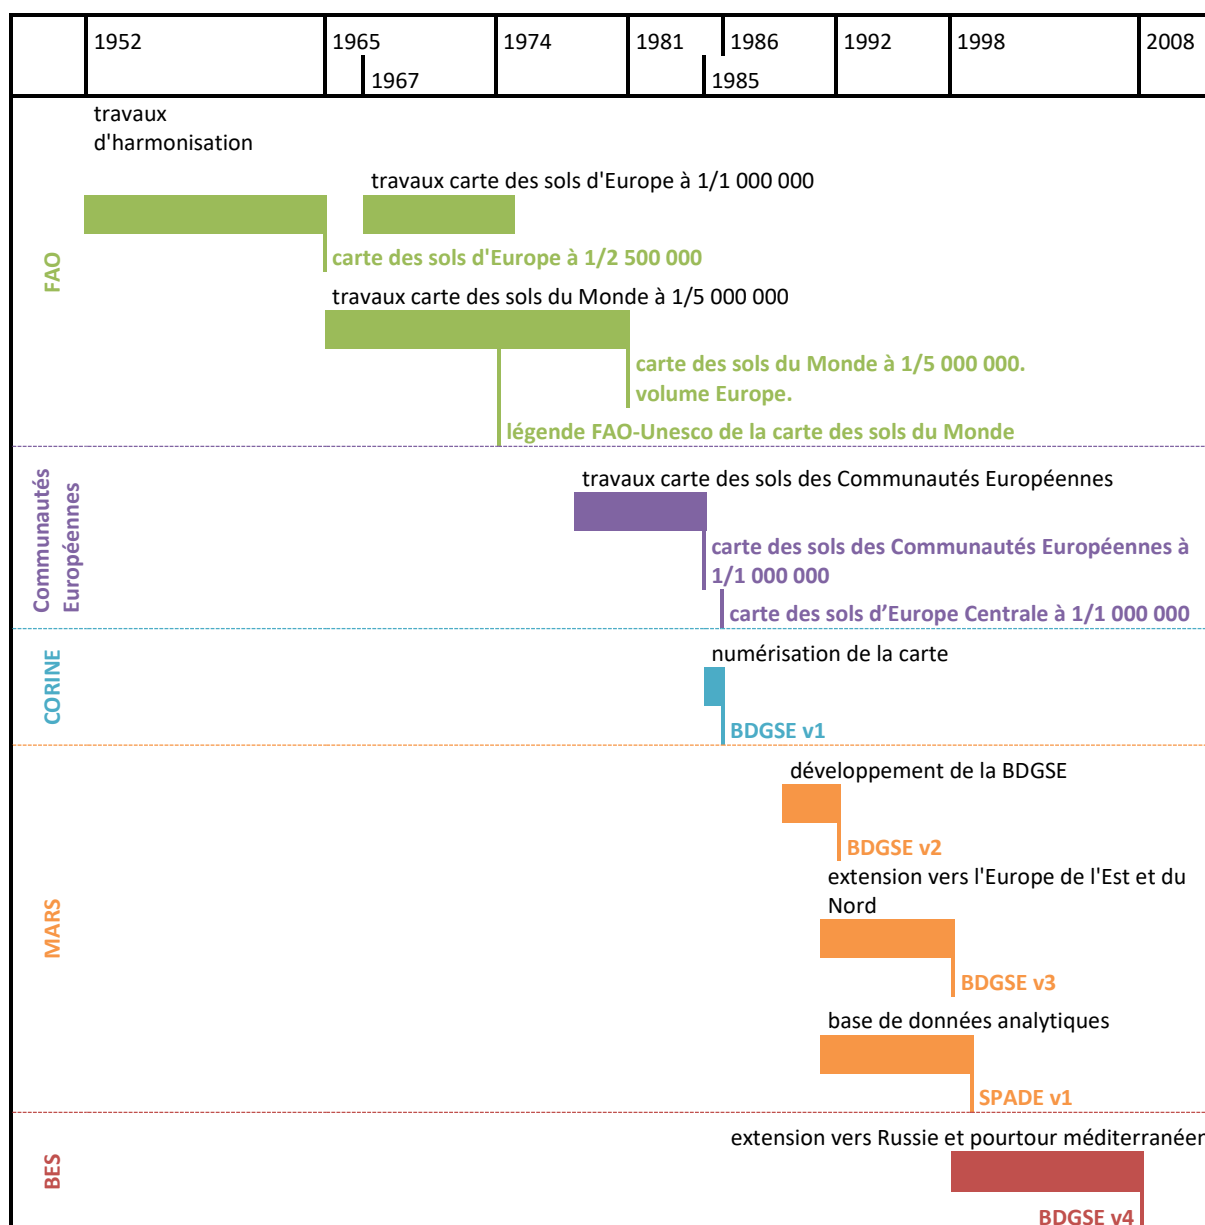 1952
1965
1974
1981
1986
1992
1998
2008
1967
1985
FAO
travaux
d'harmonisation
travaux carte des sols d'Europe à 1/1 000 000
carte des sols d'Europe à 1/2 500 000
travaux carte des sols du Monde à 1/5 000 000
carte des sols du Monde à 1/5 000 000.
volume Europe.
légende FAO-Unesco de la carte des sols du Monde
Communautés
Européennes
travaux carte des sols des Communautés Européennes
carte des sols des Communautés Européennes à
1/1 000 000
carte des sols d’Europe Centrale à 1/1 000 000
CORINE
numérisation de la carte
BDGSE v1
MARS
développement de la BDGSE
BDGSE v2
extension vers l'Europe de l'Est et du
Nord
BDGSE v3
base de données analytiques
SPADE v1
BES
extension vers Russie et pourtour méditerranéen
BDGSE v4